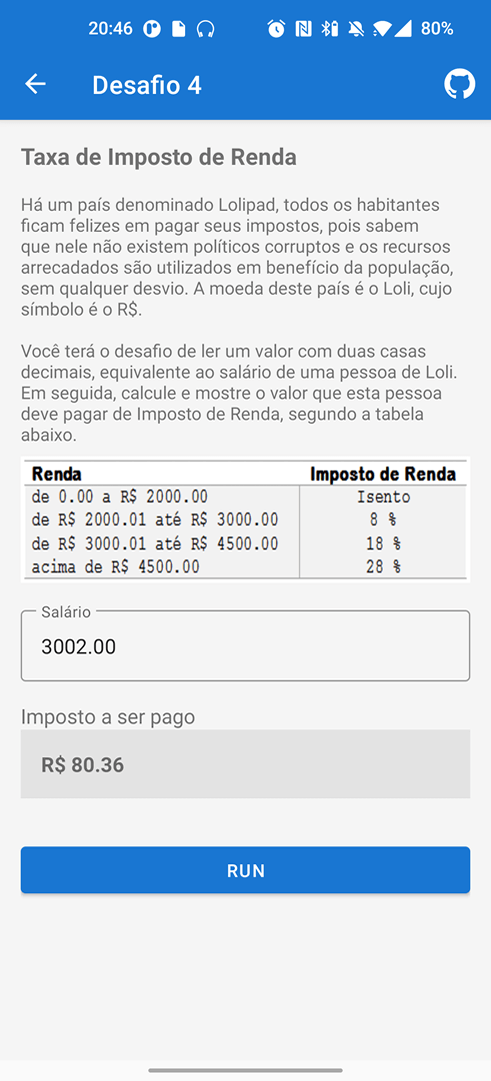 20:46 80%
Desafio 4
Taxa de Imposto de Renda
Há um país denominado Lolipad, todos os habitantes
ficam felizes em pagar seus impostos, pois sabem
que nele não existem políticos corruptos e os recursos
arrecadados são utilizados em benefício da população,
sem qualquer desvio. A moeda deste país é o Loli, cujo
símbolo é o R$.
Você terá o desafio de ler um valor com duas casas
decimais, equivalente ao salário de uma pessoa de Loli.
Em seguida, calcule e mostre o valor que esta pessoa
deve pagar de Imposto de Renda, segundo a tabela
abaixo.
Renda Imposto de Renda
de 0.00 a R$ 2000.00 Isento
de R$ 2000.01 até R$ 3000.00 8 %
de R$ 3000.01 até R$ 4500.00 18 %
acima de R$ 4500.00 28 %
Salário
3002.00
Imposto a ser pago
R$ 80.36
RUN